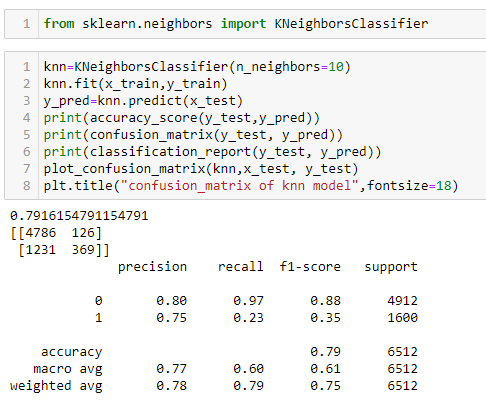 1 from sklearn.neighbors import KNeighborsClassifier
1 knn=KNeighborsClassifier(n_neighbors=10)
2 knn.fit(x_train,y_train)
3 y_pred=knn.predict(x_test)
4 print(accuracy_score(y_test,y_pred))
5 print(confusion_matrix(y_test, y_pred))
6 print(classification_report(y_test, y_pred))
7 plot_confusion_matrix(knn,x_test, y_test)
8 plt.title("confusion_matrix of knn model",fontsize=18)
0.7916154791154791
[[4786 126]
[1231 369]]
precision recall f1-score support
0 0.80 0.97 0.88 4912
1 0.75 0.23 0.35 1600
accuracy 0.79 6512
macro avg 0.77 0.60 0.61 6512
weighted avg 0.78 0.79 0.75 6512